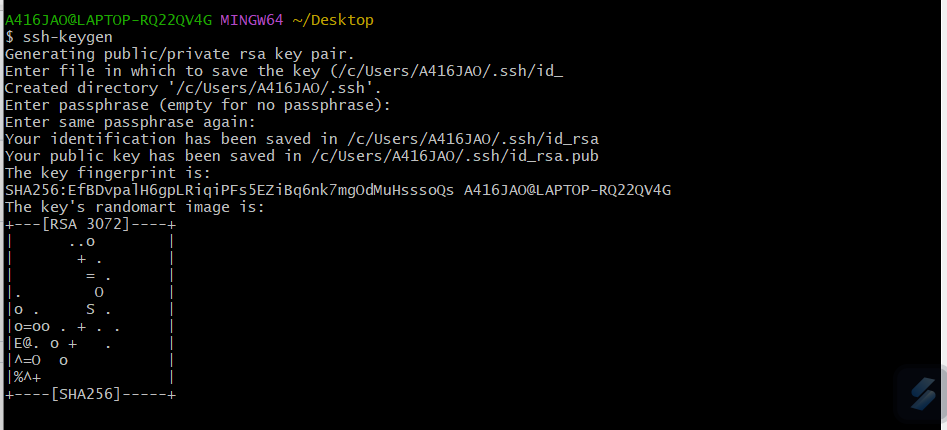 A416JAO@LAPTOP-RQ22QV4G MINGW64 ~/Desktop
$ ssh-keygen
Generating public/private rsa key pair.
Enter file in which to save the key (/c/Users/A416JAO/.ssh/id_
Created directory '/c/Users/A416JAO/.ssh'.
Enter passphrase (empty for no passphrase):
Enter same passphrase again:
Your identification has been saved in /c/Users/A416JAO/.ssh/id_rsa
Your public key has been saved in /c/Users/A416JAO/.ssh/id_rsa.pub
The key fingerprint is:
SHA256:EfBDvpalH6gpLRiqiPFs5EZiBq6nk7mgOdMuHsssoQs A416JAO@LAPTOP-RQ22QV4G
The key's randomart image is:
+---[RSA 3072]----+
|      ..o        |
|       + .       |
|        = .      |
|.        O       |
|o .     S .      |
|o=oo . + . .     |
|E@. o +   .      |
|^=O  o           |
|%^+              |
+----[SHA256]-----+